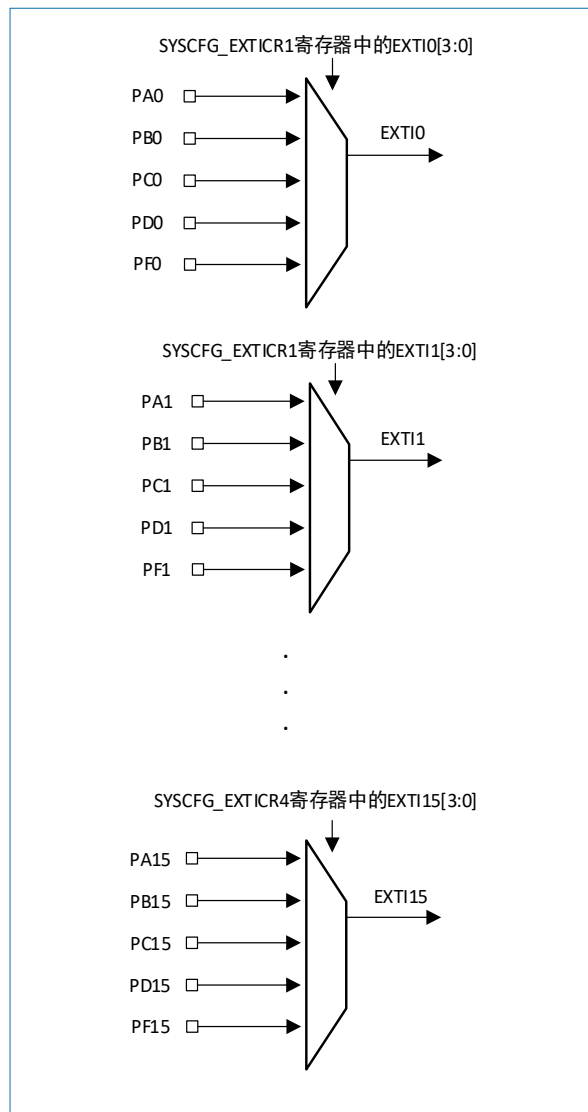 SYSCFG_EXTICR1寄存器中的EXTI0[3:0]
PA0
EXTI0
PB0
PC0
PD0
PF0
SYSCFG_EXTICR1寄存器中的EXTI1[3:0]
PA1
EXTI1
PB1
PC1
PD1
PF1
.
.
.
SYSCFG_EXTICR4寄存器中的EXTI15[3:0]
PA15
EXTI15
PB15
PC15
PD15
PF15